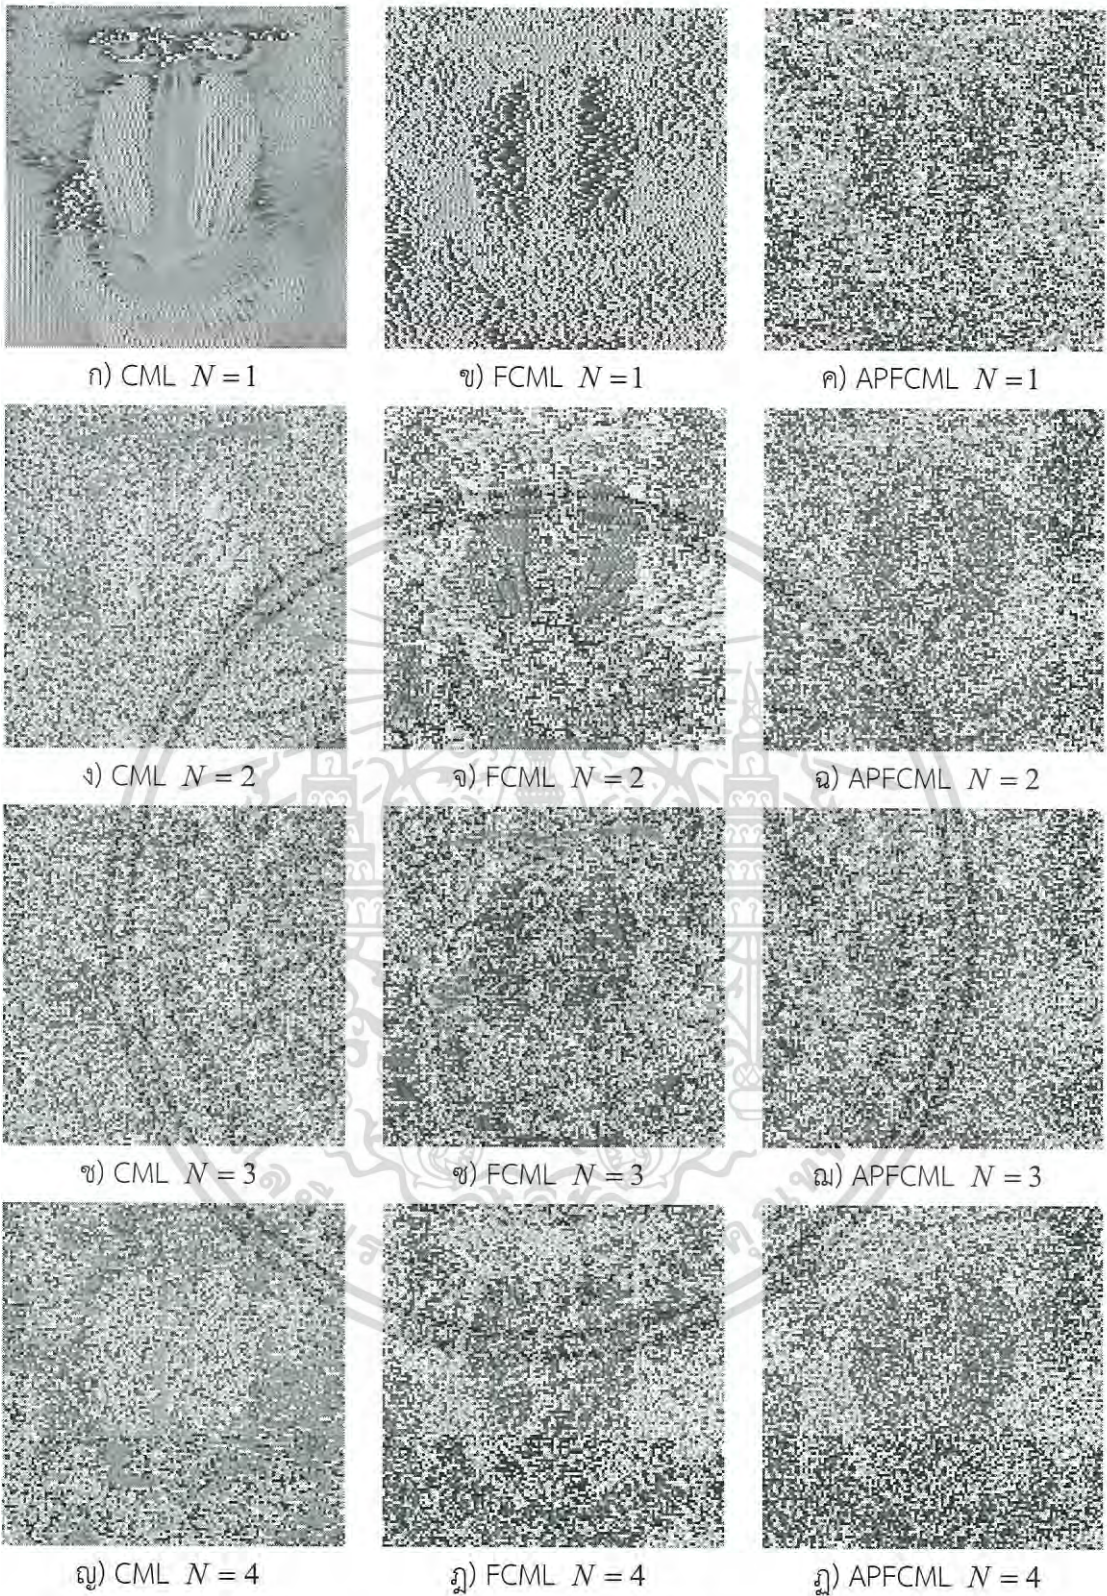 ก) CML N = 1
ข) FCML N = 1
ค) APFCML N = 1
ง) CML N = 2
จ) FCML N = 2
ฉ) APFCML N = 2
ช) CML N = 3
ซ) FCML N = 3
ฌ) APFCML N = 3
ญ) CML N = 4
ฎ) FCML N = 4
ฏ) APFCML N = 4